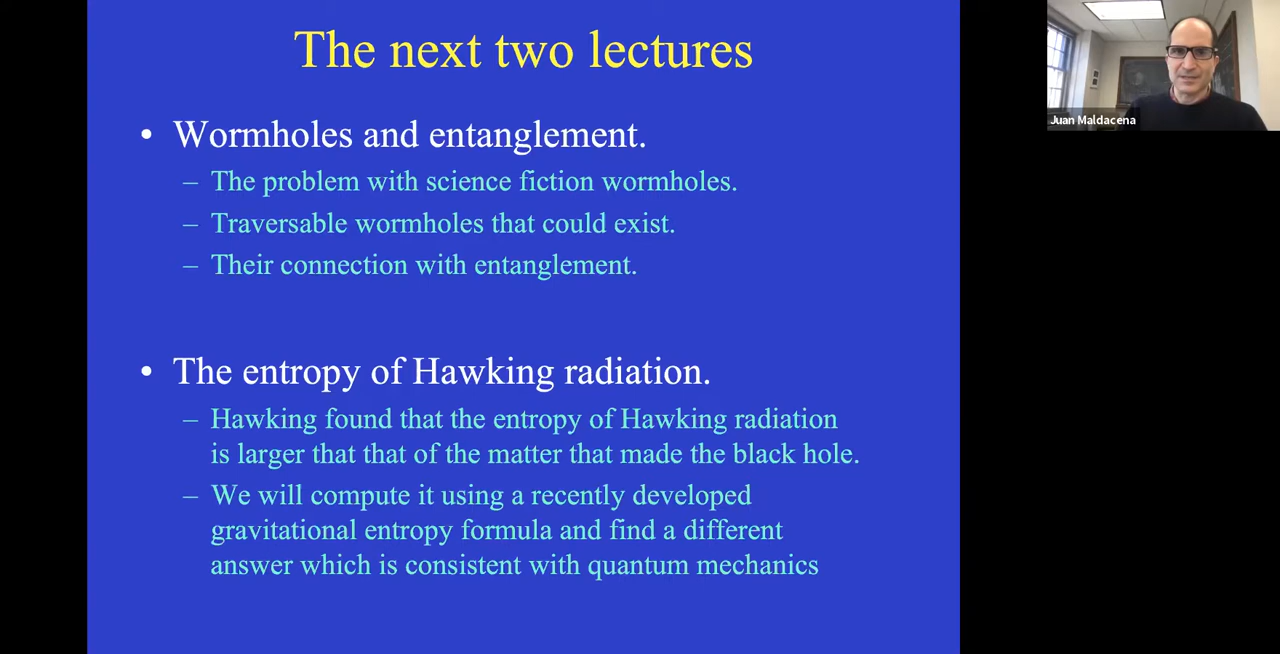 The next two lectures
• Wormholes and entanglement.
– The problem with science fiction wormholes.
– Traversable wormholes that could exist.
– Their connection with entanglement.
• The entropy of Hawking radiation.
– Hawking found that the entropy of Hawking radiation
is larger that that of the matter that made the black hole.
– We will compute it using a recently developed
gravitational entropy formula and find a different
answer which is consistent with quantum mechanics
Juan Maldacena